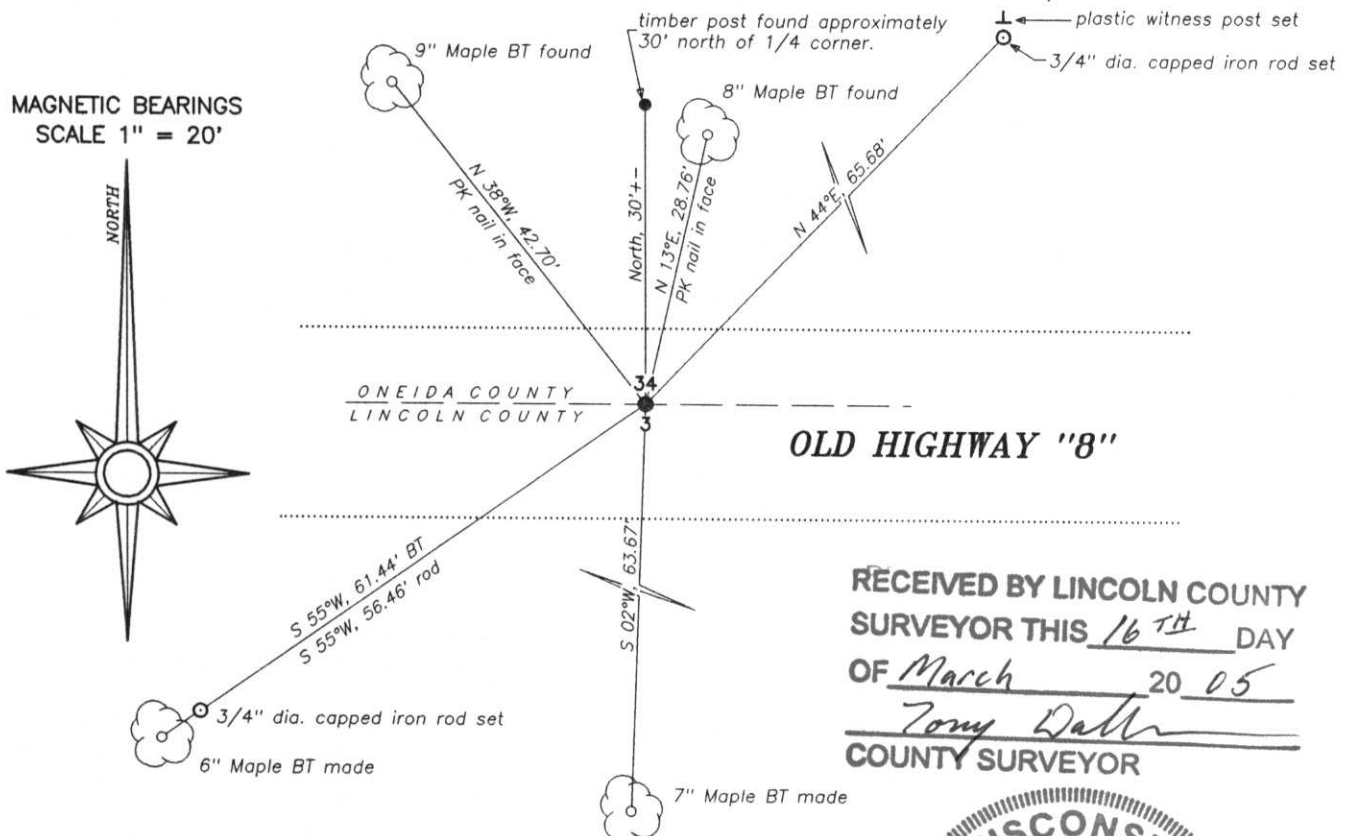 timber post found approximately
30' north of 1/4 corner.
plastic witness post set
3/4" dia. capped iron rod set
9" Maple BT found
8" Maple BT found
MAGNETIC BEARINGS
SCALE 1" = 20'
NORTH
N 38°W, 42.70'
PK nail in face
North, 30'+-
N 13°E, 28.76'
PK nail in face
N 44°E, 65.68'
ONEIDA COUNTY
LINCOLN COUNTY
34
3
OLD HIGHWAY "8"
S 55°W, 61.44' BT
S 55°W, 56.46' rod
S 02°W, 63.67'
3/4" dia. capped iron rod set
6" Maple BT made
7" Maple BT made
RECEIVED BY LINCOLN COUNTY
SURVEYOR THIS 16TH DAY
OF March 20 05
Tony
COUNTY SURVEYOR